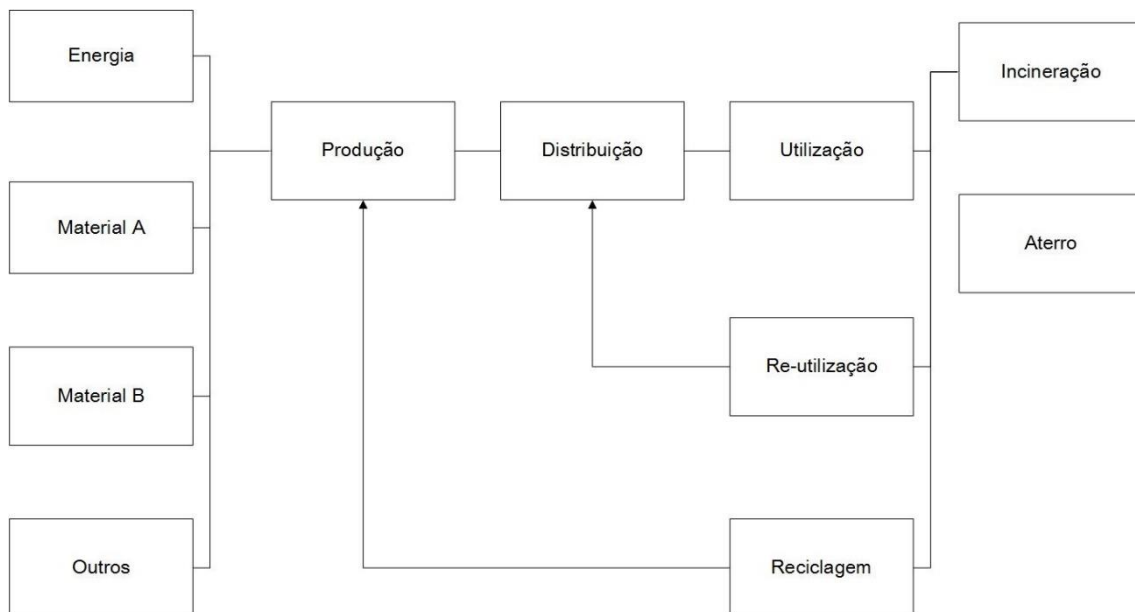 Energia
Incineração
Produção
Distribuição
Utilização
Material A
Aterro
Material B
Re-utilização
Outros
Reciclagem